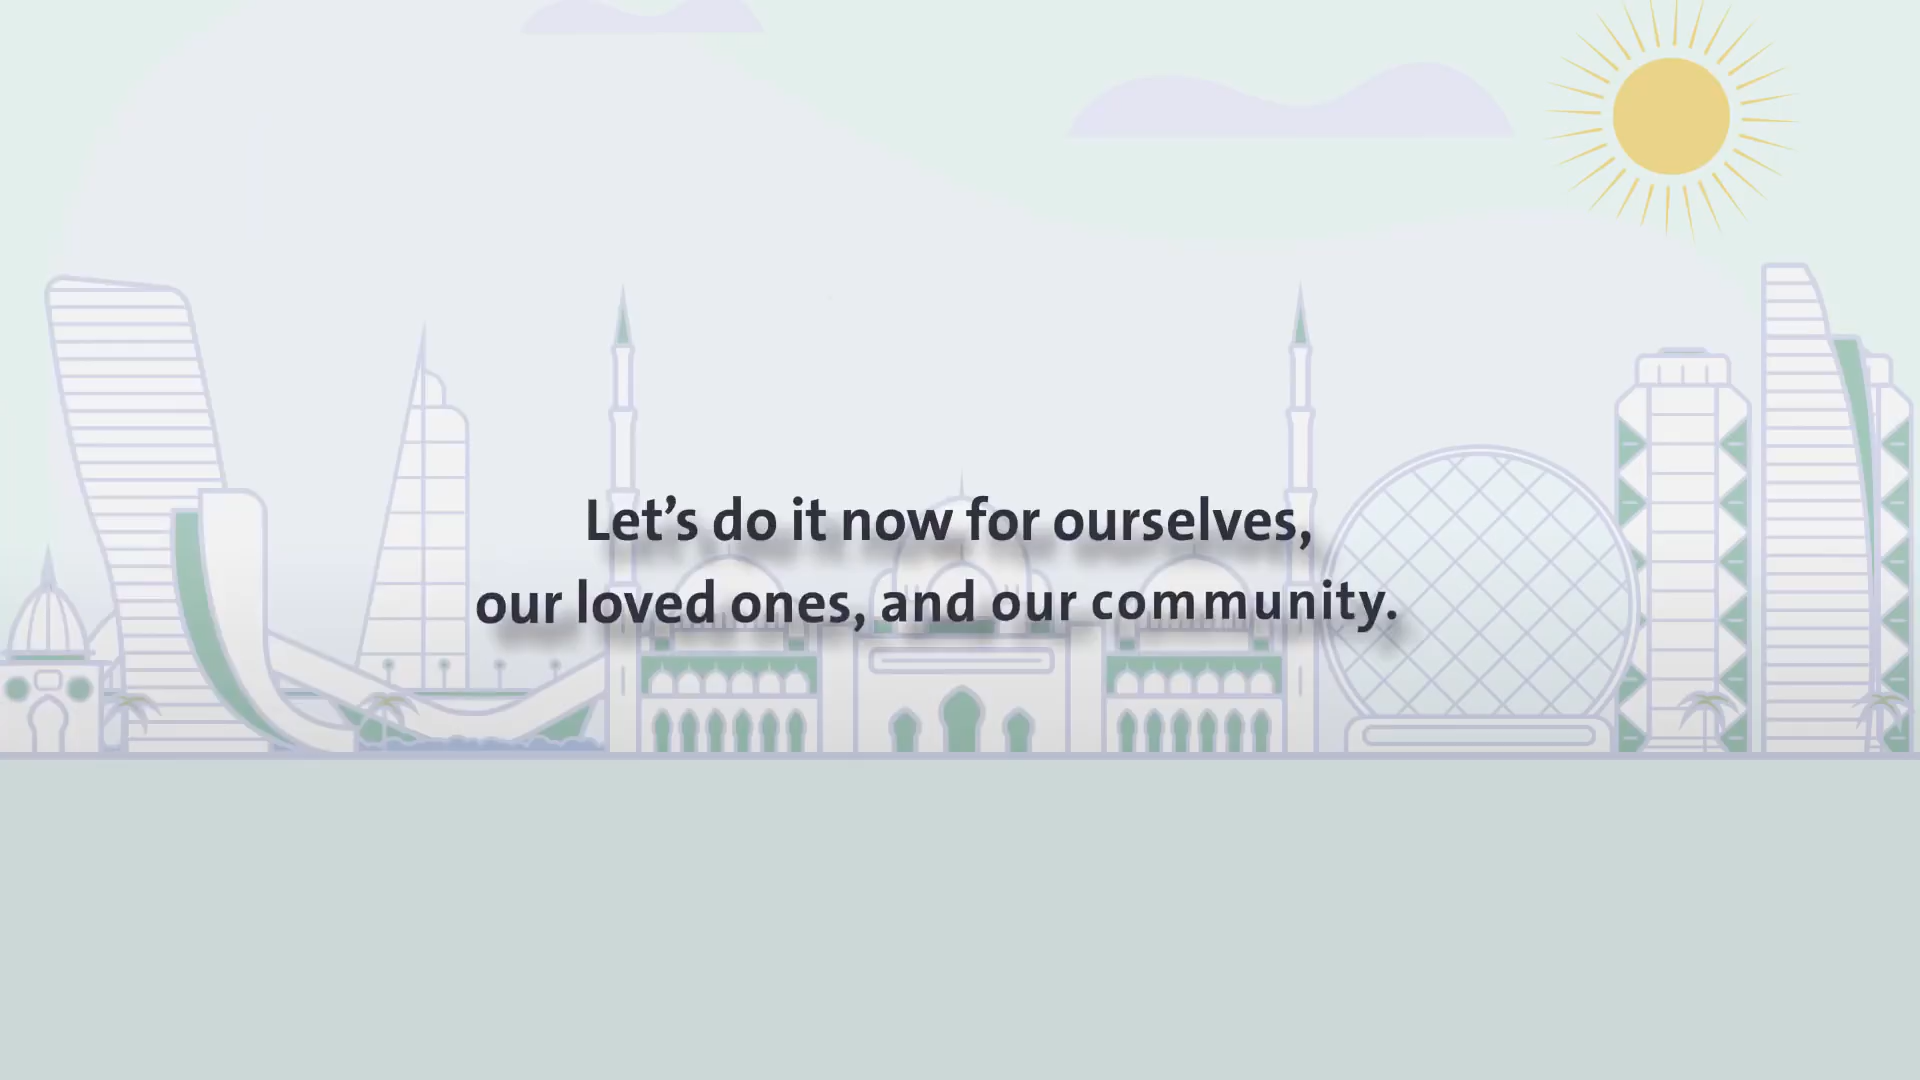 Let’s do it now for ourselves,
our loved ones, and our community.